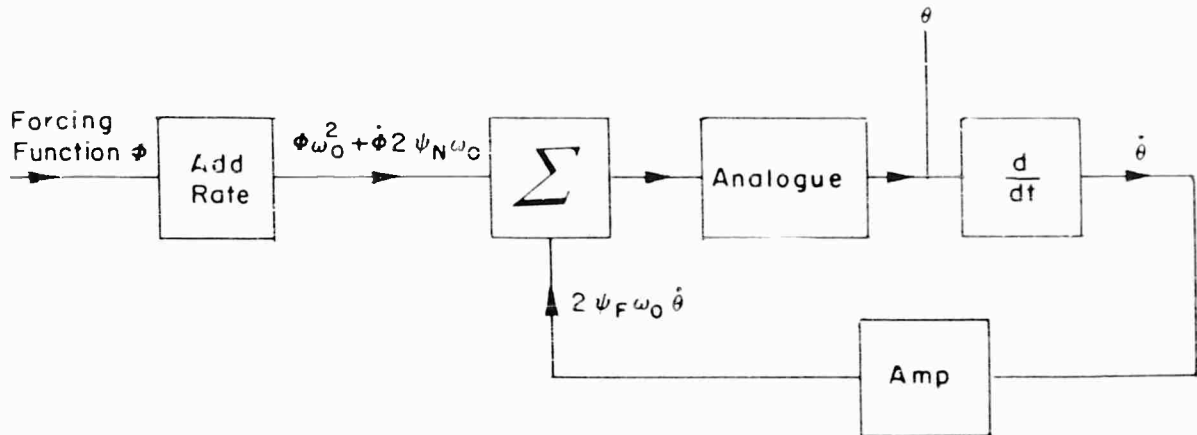 θ
Forcing
Function Φ
Add
Rate
Φω₀² + Φ̇ 2 ψ_N ω₀
Σ
Analogue
d
dt
θ̇
2 ψ_F ω₀ θ̇
Amp